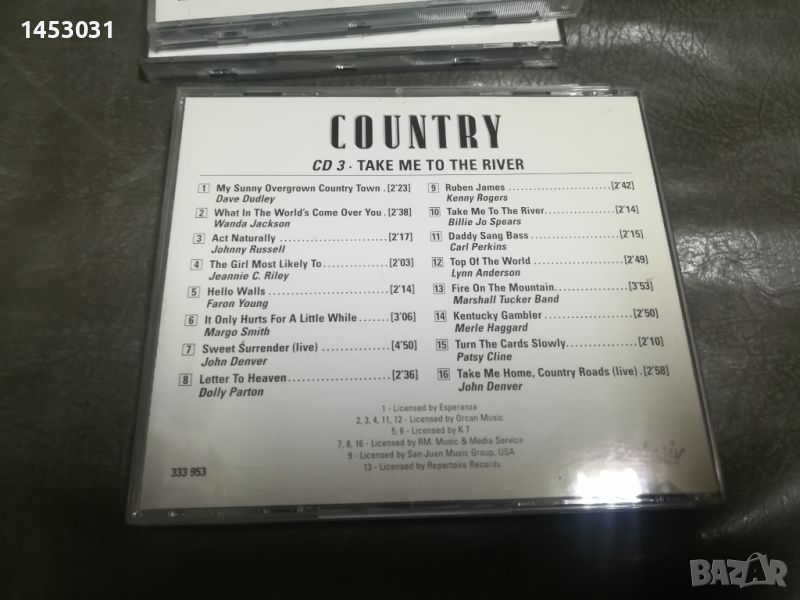 1453031
COUNTRY
CD 3 - TAKE ME TO THE RIVER
1 My Sunny Overgrown Country Town .[2'23]
Dave Dudley
2 What In The World's Come Over You .[2'38]
Wanda Jackson
3 Act Naturally ........................[2'17]
Johnny Russell
4 The Girl Most Likely To..............[2'03]
Jeannie C. Riley
5 Hello Walls..........................[2'14]
Faron Young
6 It Only Hurts For A Little While.......[3'06]
Margo Smith
7 Sweet Surrender (live) ..............[4'50]
John Denver
8 Letter To Heaven.....................[2'36]
Dolly Parton
9 Ruben James ......................[2'42]
Kenny Rogers
10 Take Me To The River...............[2'14]
Billie Jo Spears
11 Daddy Sang Bass ..................[2'15]
Carl Perkins
12 Top Of The World ..................[2'49]
Lynn Anderson
13 Fire On The Mountain...............[3'53]
Marshall Tucker Band
14 Kentucky Gambler ..................[2'50]
Merle Haggard
15 Turn The Cards Slowly..............[2'10]
Patsy Cline
16 Take Me Home, Country Roads (live).[2'58]
John Denver
1 - Licensed by Esperanza
2, 3, 4, 11, 12 - Licensed by Orcan Music
5, 6 - Licensed by K 7
7, 8, 16 - Licensed by RM. Music & Media Service
9 - Licensed by San Juan Music Group, USA
13 - Licensed by Repertoire Records
333 953
BAZAR